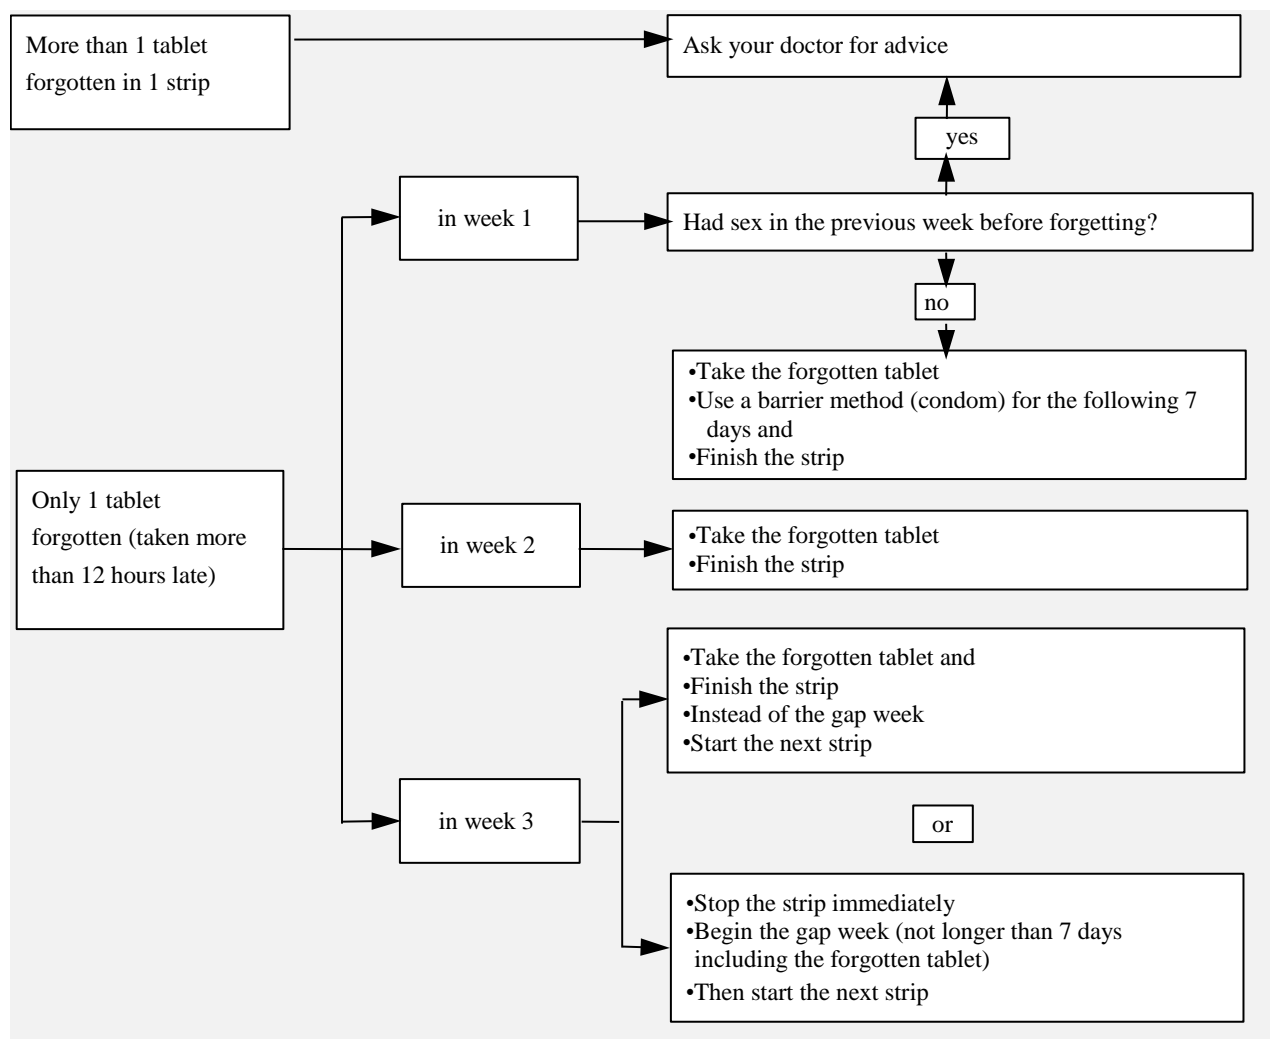 More than 1 tablet
forgotten in 1 strip
Ask your doctor for advice
yes
in week 1
Had sex in the previous week before forgetting?
no
•Take the forgotten tablet
•Use a barrier method (condom) for the following 7
days and
•Finish the strip
Only 1 tablet
forgotten (taken more
than 12 hours late)
in week 2
•Take the forgotten tablet
•Finish the strip
•Take the forgotten tablet and
•Finish the strip
•Instead of the gap week
•Start the next strip
in week 3
or
•Stop the strip immediately
•Begin the gap week (not longer than 7 days
including the forgotten tablet)
•Then start the next strip